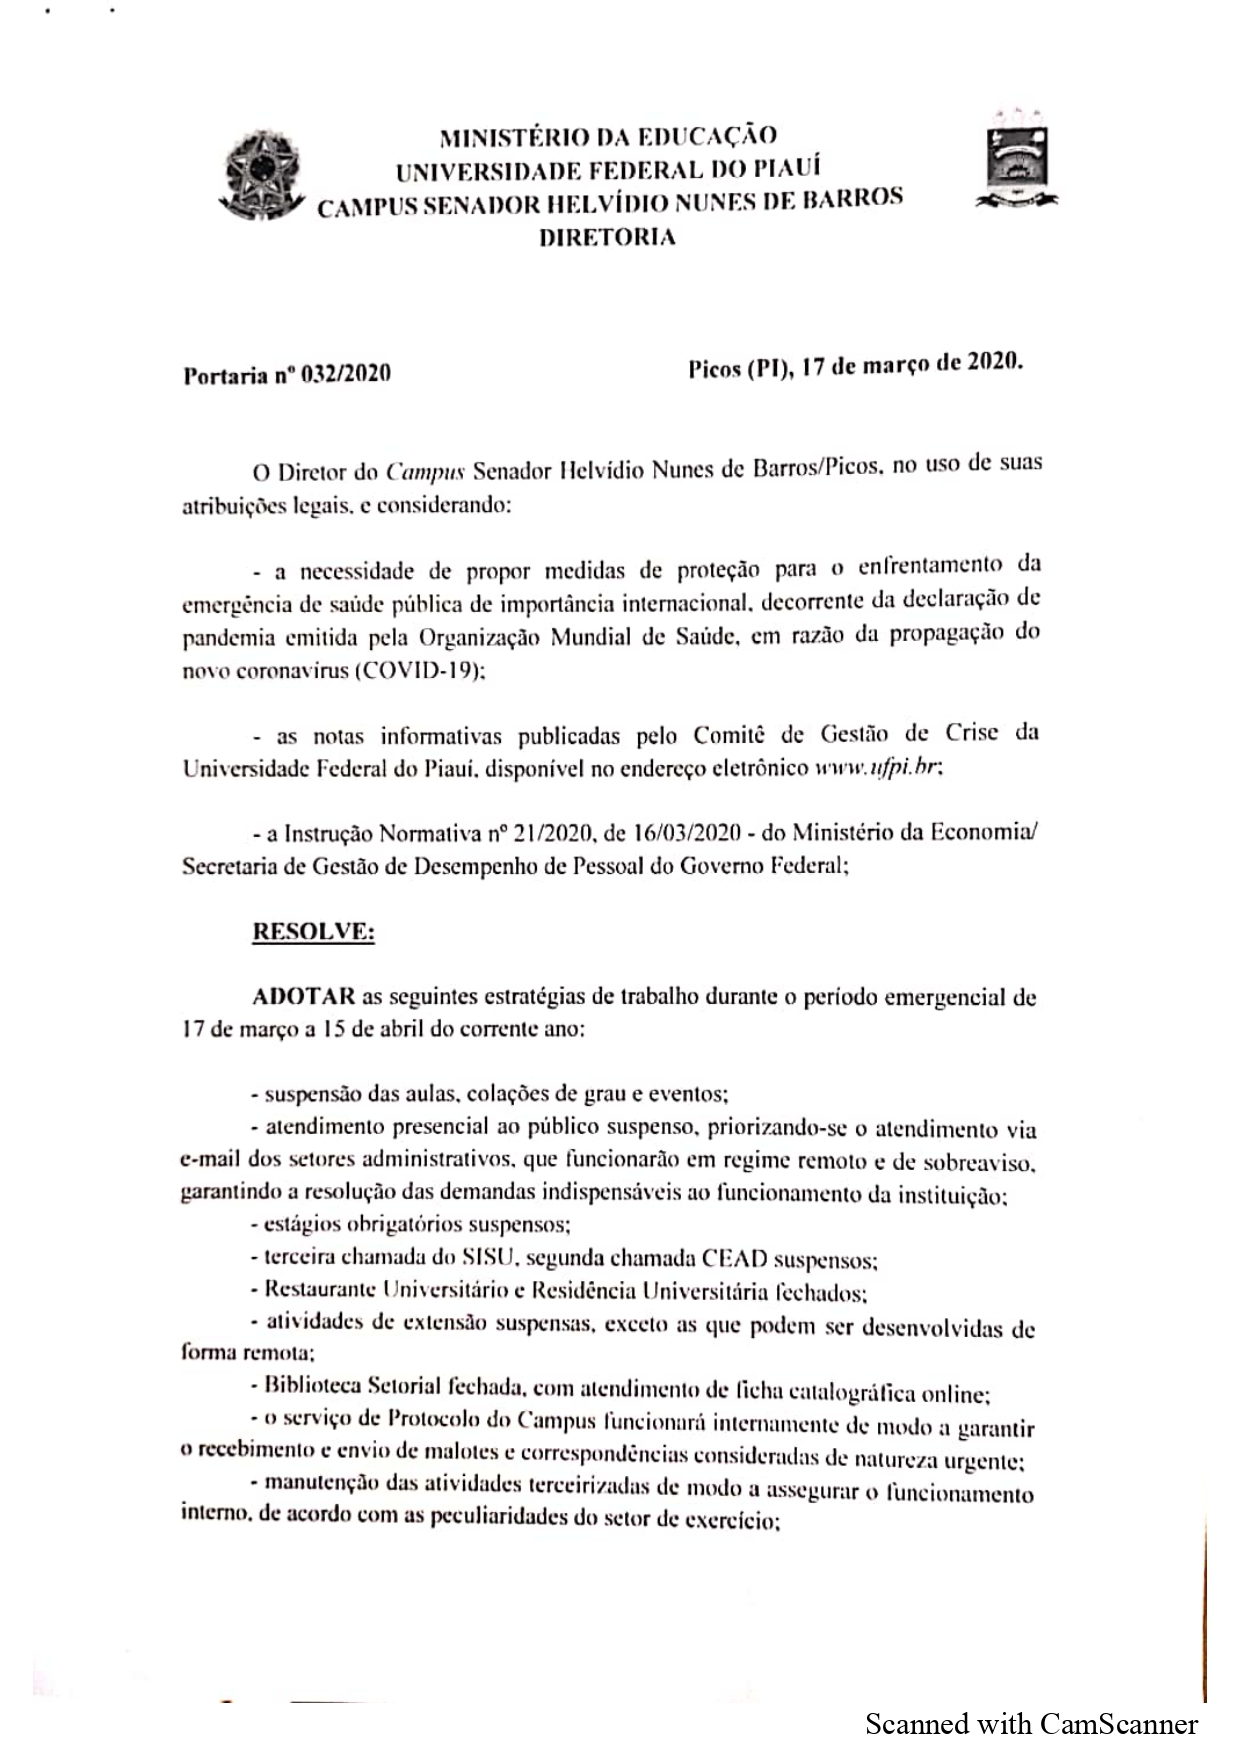 MINISTÉRIO DA EDUCAÇÃO
UNIVERSIDADE FEDERAL DO PIAUÍ
CAMPUS SENADOR HELVÍDIO NUNES DE BARROS
DIRETORIA
Portaria nº 032/2020
Picos (PI), 17 de março de 2020.
O Diretor do Campus Senador Helvídio Nunes de Barros/Picos, no uso de suas
atribuições legais, e considerando:
- a necessidade de propor medidas de proteção para o enfrentamento da
emergência de saúde pública de importância internacional, decorrente da declaração de
pandemia emitida pela Organização Mundial de Saúde, em razão da propagação do
novo coronavírus (COVID-19);
- as notas informativas publicadas pelo Comitê de Gestão de Crise da
Universidade Federal do Piauí, disponível no endereço eletrônico www.ufpi.br;
- a Instrução Normativa nº 21/2020, de 16/03/2020 - do Ministério da Economia/
Secretaria de Gestão de Desempenho de Pessoal do Governo Federal;
RESOLVE:
ADOTAR as seguintes estratégias de trabalho durante o período emergencial de
17 de março a 15 de abril do corrente ano:
- suspensão das aulas, colações de grau e eventos;
- atendimento presencial ao público suspenso, priorizando-se o atendimento via
e-mail dos setores administrativos, que funcionarão em regime remoto e de sobreaviso,
garantindo a resolução das demandas indispensáveis ao funcionamento da instituição;
- estágios obrigatórios suspensos;
- terceira chamada do SISU, segunda chamada CEAD suspensos;
- Restaurante Universitário e Residência Universitária fechados;
- atividades de extensão suspensas, exceto as que podem ser desenvolvidas de
forma remota;
- Biblioteca Setorial fechada, com atendimento de ficha catalográfica online;
- o serviço de Protocolo do Campus funcionará internamente de modo a garantir
o recebimento e envio de malotes e correspondências consideradas de natureza urgente;
- manutenção das atividades terceirizadas de modo a assegurar o funcionamento
interno, de acordo com as peculiaridades do setor de exercício;
Scanned with CamScanner